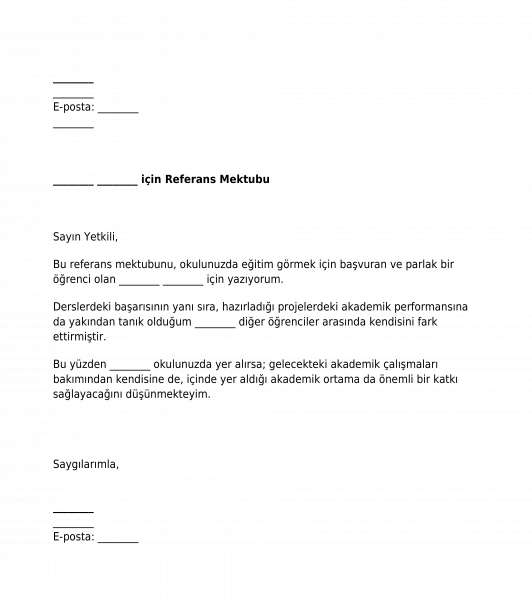 ________
________
E-posta: ________
________
________ ________ için Referans Mektubu
Sayın Yetkili,
Bu referans mektubunu, okulunuzda eğitim görmek için başvuran ve parlak bir
öğrenci olan ________ ________ için yazıyorum.
Derslerdeki başarısının yanı sıra, hazırladığı projelerdeki akademik performansına
da yakından tanık olduğum ________ diğer öğrenciler arasında kendisini fark
ettirmiştir.
Bu yüzden ________ okulunuzda yer alırsa; gelecekteki akademik çalışmaları
bakımından kendisine de, içinde yer aldığı akademik ortama da önemli bir katkı
sağlayacağını düşünmekteyim.
Saygılarımla,
________
________
E-posta: ________